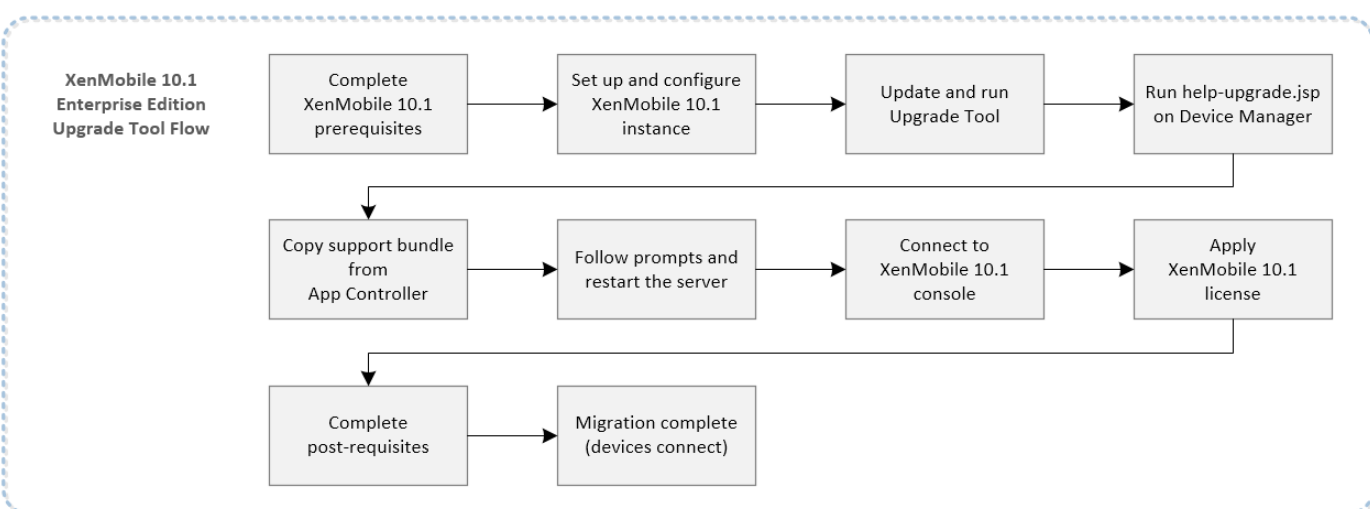 XenMobile 10.1
Enterprise Edition
Upgrade Tool Flow
Complete
XenMobile 10.1
prerequisites
Set up and configure
XenMobile 10.1
instance
Update and run
Upgrade Tool
Run help-upgrade.jsp
on Device Manager
Copy support bundle
from
App Controller
Follow prompts and
restart the server
Connect to
XenMobile 10.1
console
Apply
XenMobile 10.1
license
Complete
post-requisites
Migration complete
(devices connect)